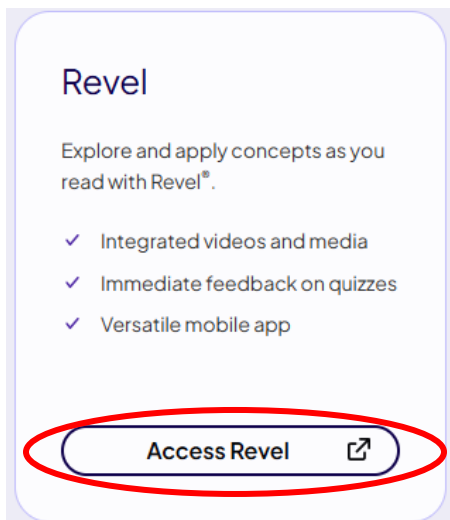 Revel
Explore and apply concepts as you
read with Revel®.
Integrated videos and media
Immediate feedback on quizzes
Versatile mobile app
Access Revel